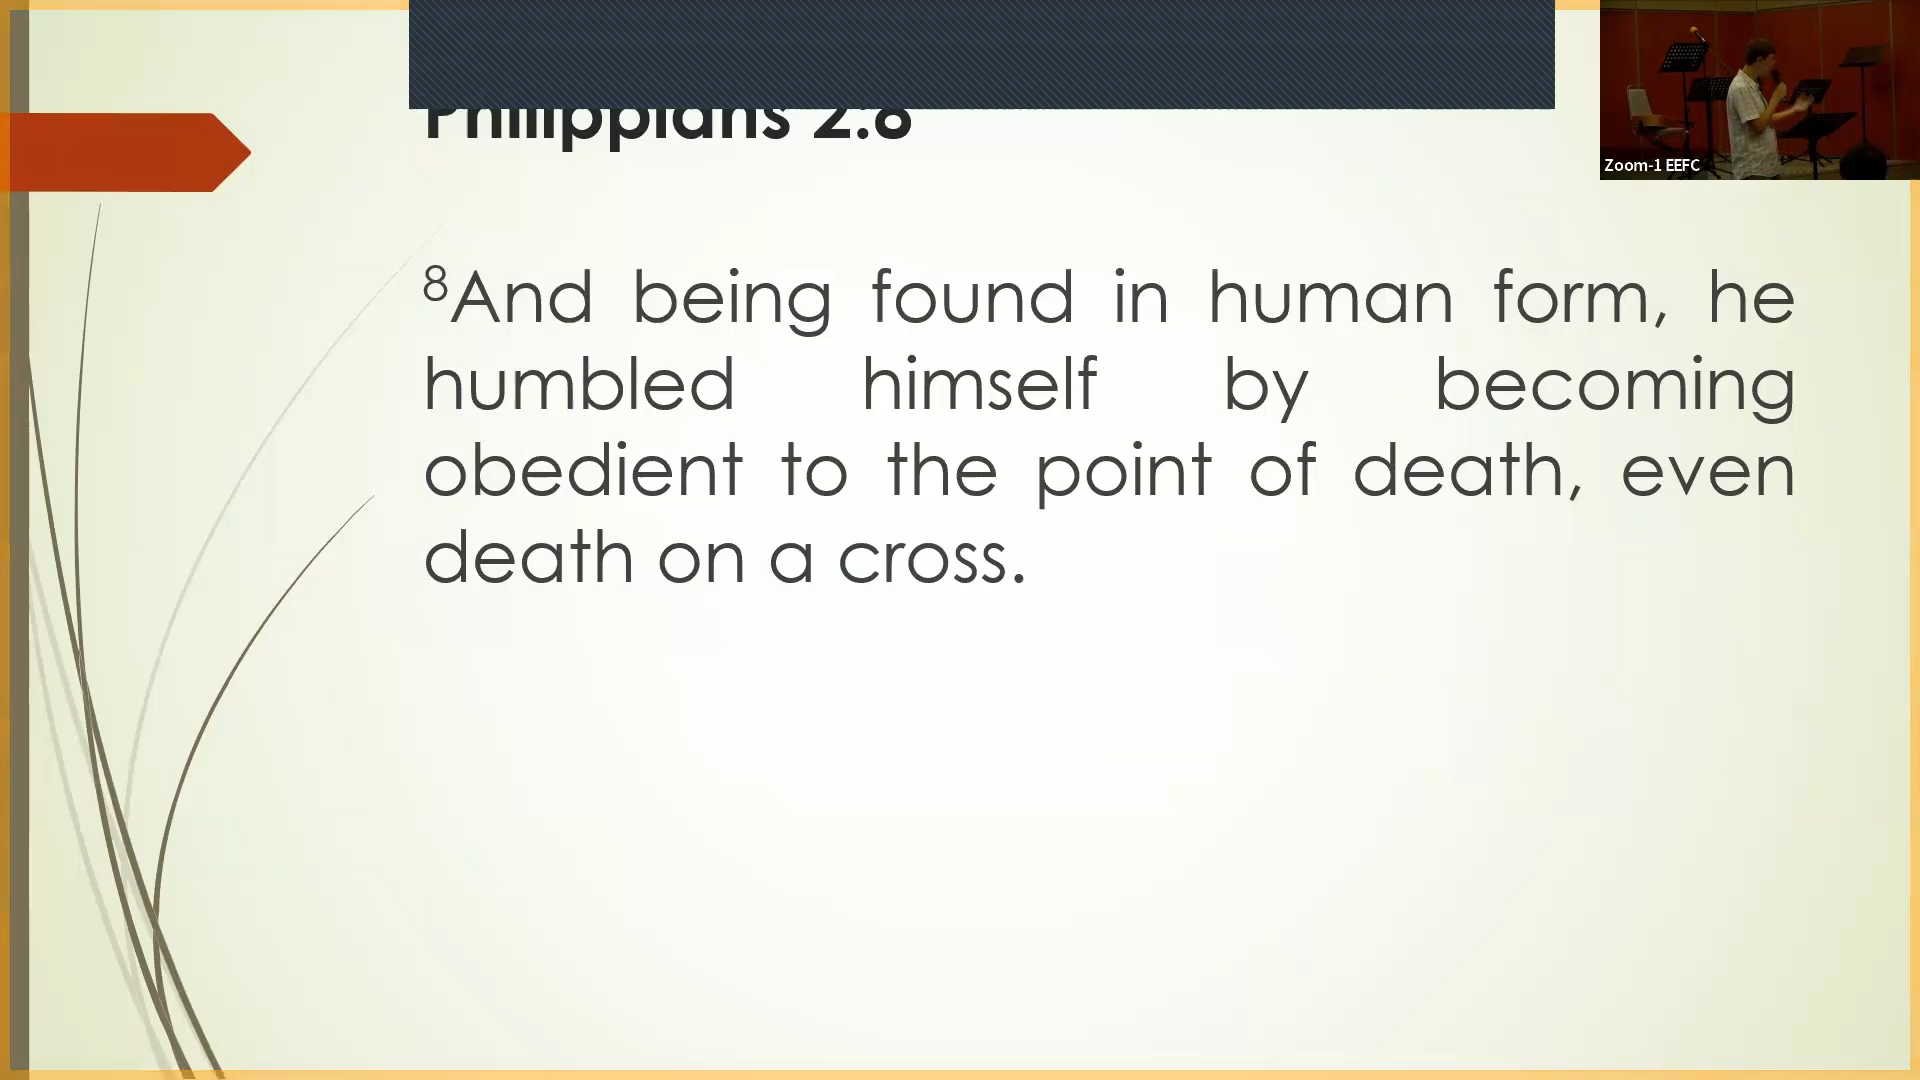 Philippians 2:8
8And being found in human form, he
humbled himself by becoming
obedient to the point of death, even
death on a cross.
Zoom-1 EEFC